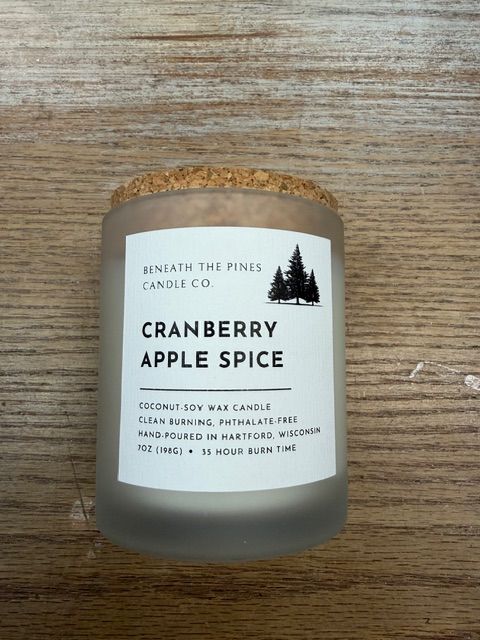 BENEATH THE PINES
CANDLE CO.
CRANBERRY
APPLE SPICE
COCONUT-SOY WAX CANDLE
CLEAN BURNING, PHTHALATE-FREE
HAND-POURED IN HARTFORD, WISCONSIN
7OZ (198G) • 35 HOUR BURN TIME